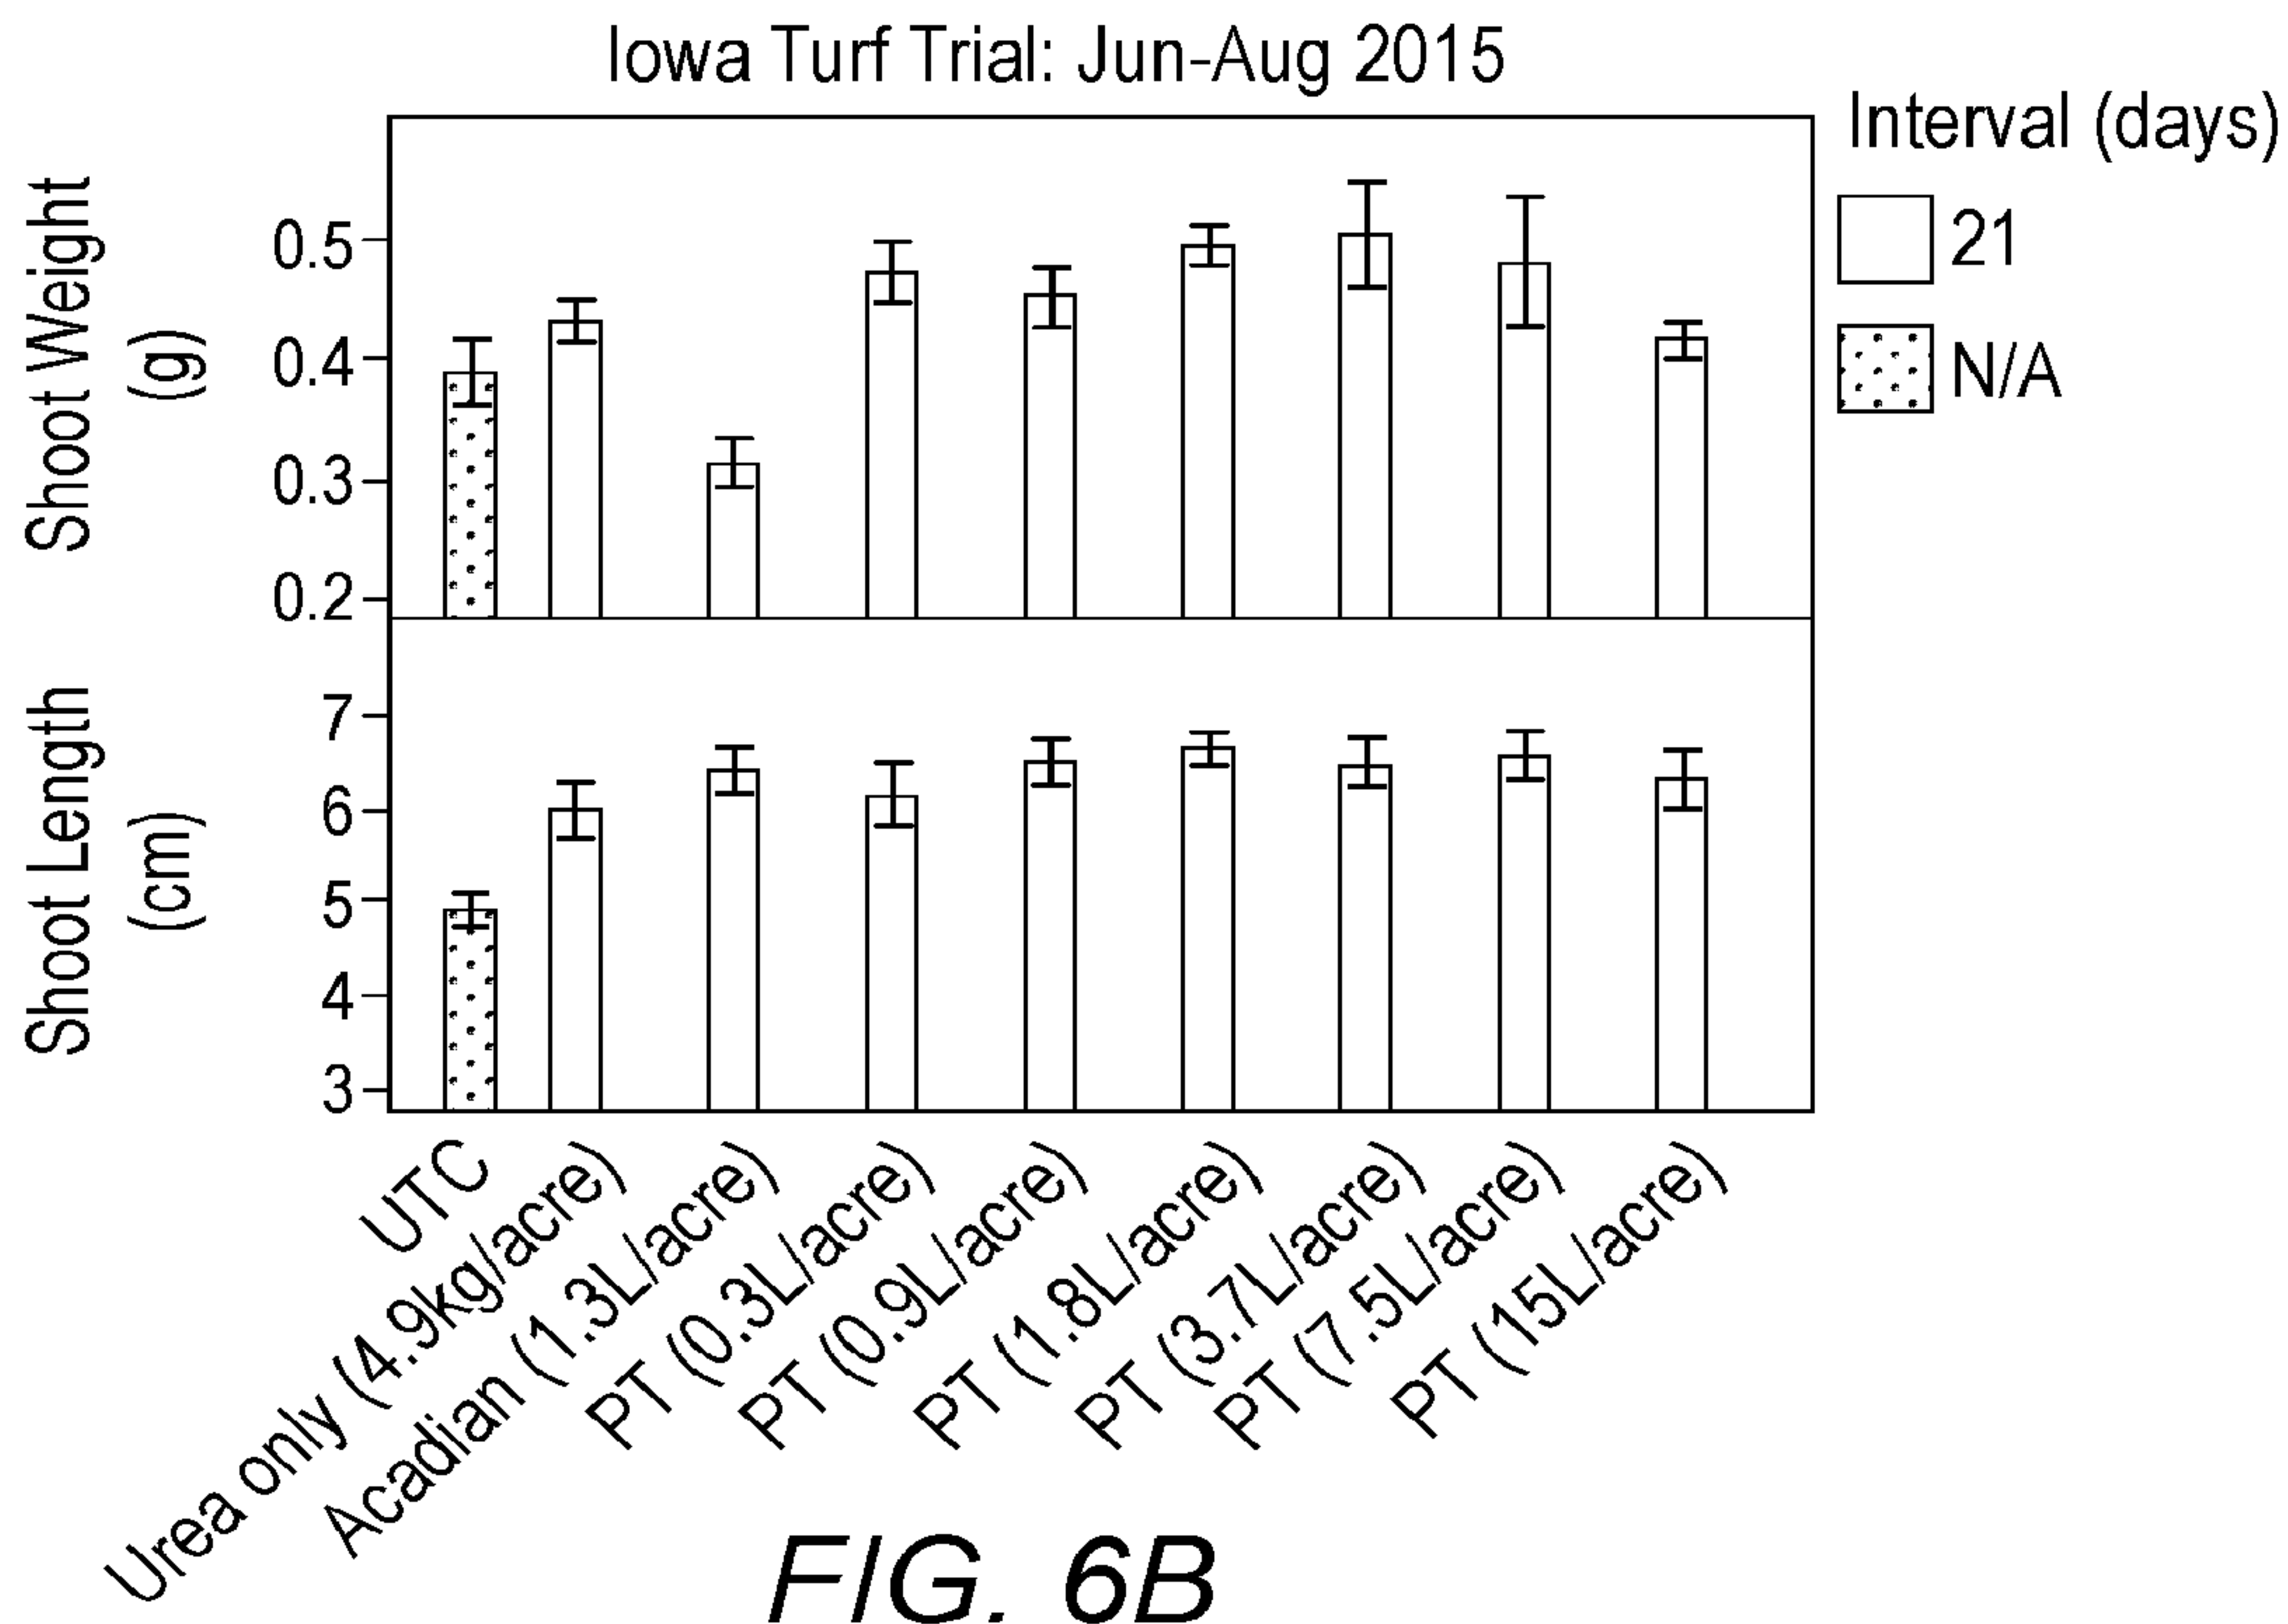 Iowa Turf Trial: Jun-Aug 2015
Interval (days)
21
N/A
Shoot Weight
(g)
0.5
0.4
0.3
0.2
Shoot Length
(cm)
7
6
5
4
3
UTC
Urea only (4.9kg/acre)
Acadian (1.3L/acre)
PT (0.3L/acre)
PT (0.9L/acre)
PT (1.8L/acre)
PT (3.7L/acre)
PT (7.5L/acre)
PT (15L/acre)
FIG. 6B